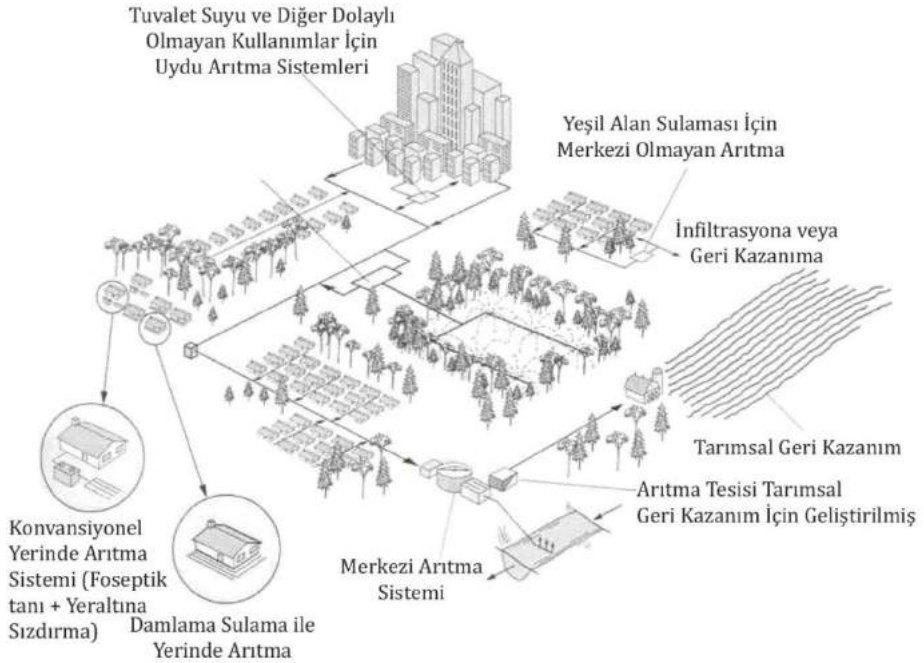 Tuvalet Suyu ve Diğer Dolaylı
Olmayan Kullanımlar İçin
Uydu Arıtma Sistemleri
Yeşil Alan Sulaması İçin
Merkezi Olmayan Arıtma
İnfiltrasyona veya
Geri Kazanıma
Tarımsal Geri Kazanım
Arıtma Tesisi Tarımsal
Geri Kazanım İçin Geliştirilmiş
Merkezi Arıtma
Sistemi
Konvansiyonel
Yerinde Arıtma
Sistemi (Foseptik
tanı + Yeraltına
Sızdırma)
Damlama Sulama ile
Yerinde Arıtma